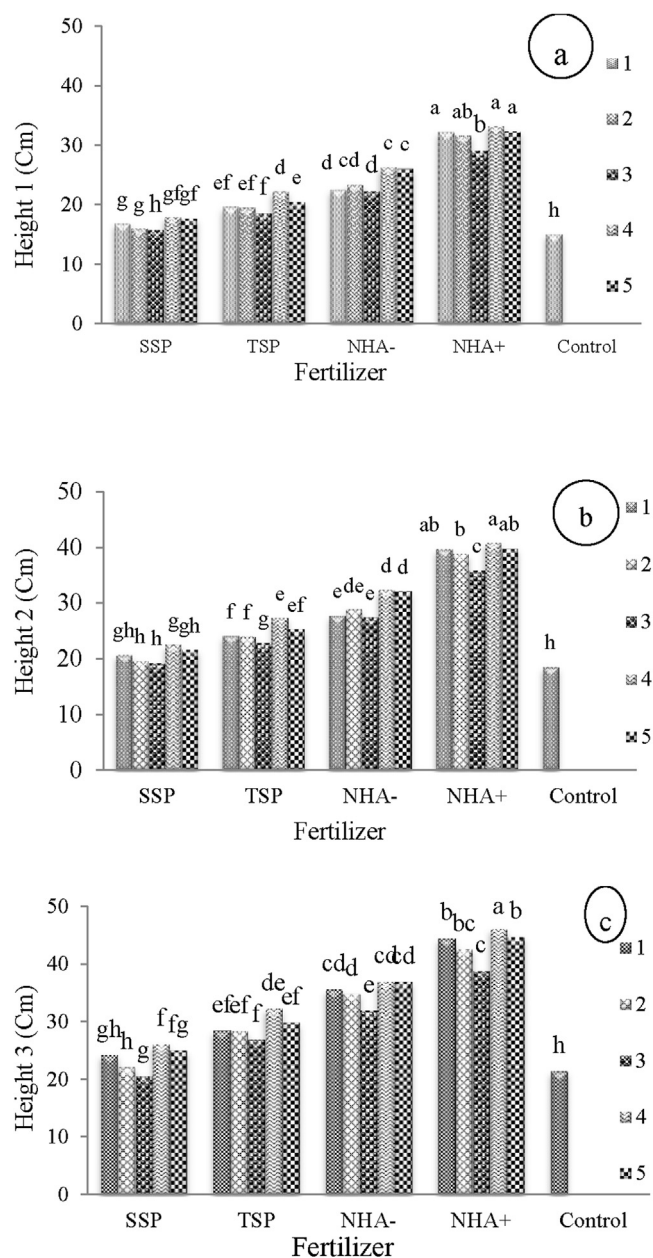 50
40
30
20
10
0
Height 1 (Cm)
g g h gf gf
ef ef f d e
d cd d c c
a ab b a a
h
SSP TSP NHA- NHA+ Control
Fertilizer
a
1
2
3
4
5
50
40
30
20
10
0
Height 2 (Cm)
gh h h g gh
f f g e ef
e de e d d
ab b c a ab
h
SSP TSP NHA- NHA+ Control
Fertilizer
b
1
2
3
4
5
50
40
30
20
10
0
Height 3 (Cm)
gh h g f fg
ef ef f de ef
cd d e cd cd
b bc c a b
h
SSP TSP NHA- NHA+ Control
Fertilizer
c
1
2
3
4
5